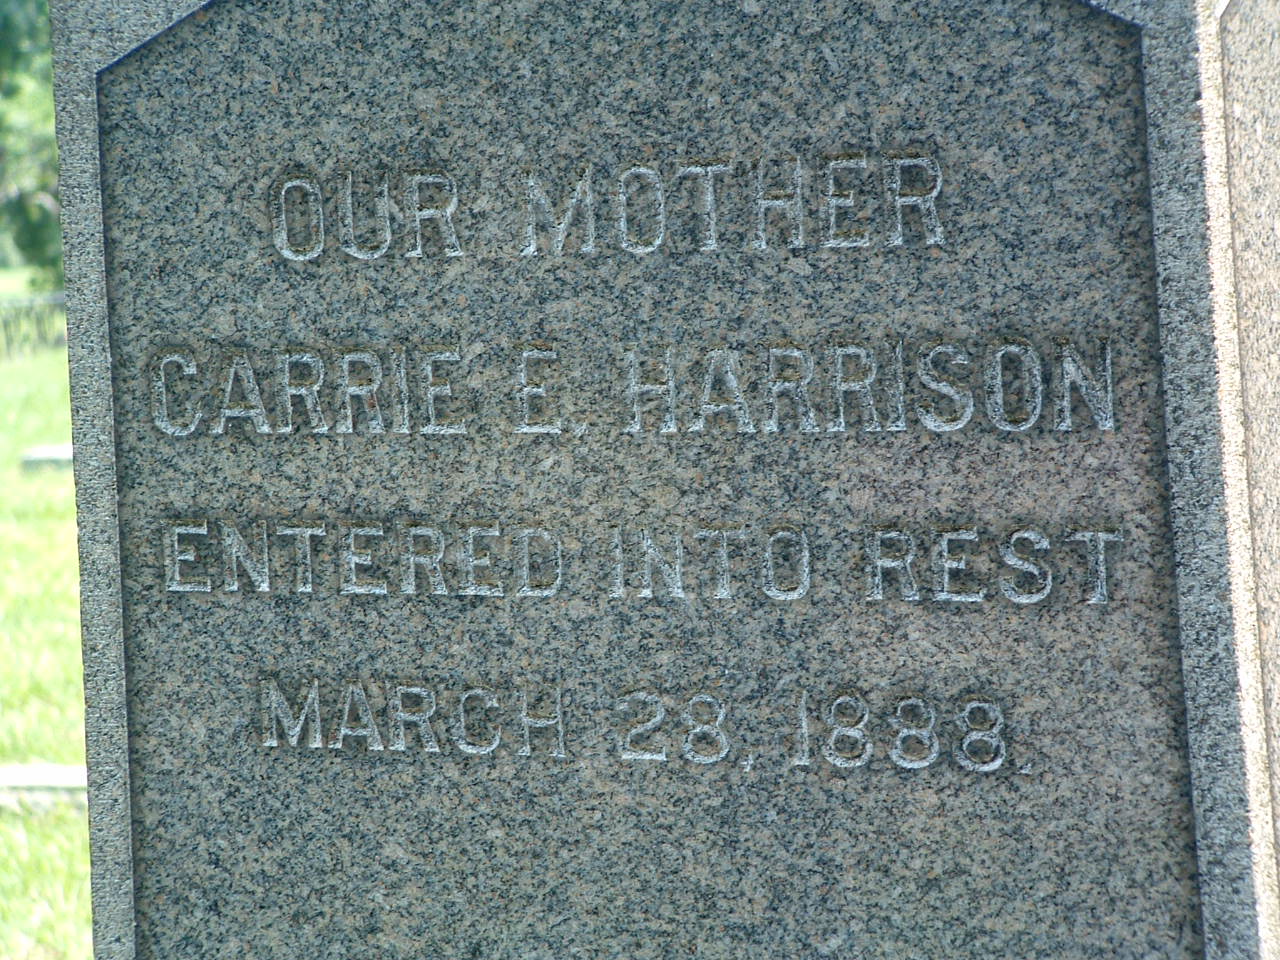 OUR MOTHER
CARRIE E. HARRISON
ENTERED INTO REST
MARCH 28, 1888.